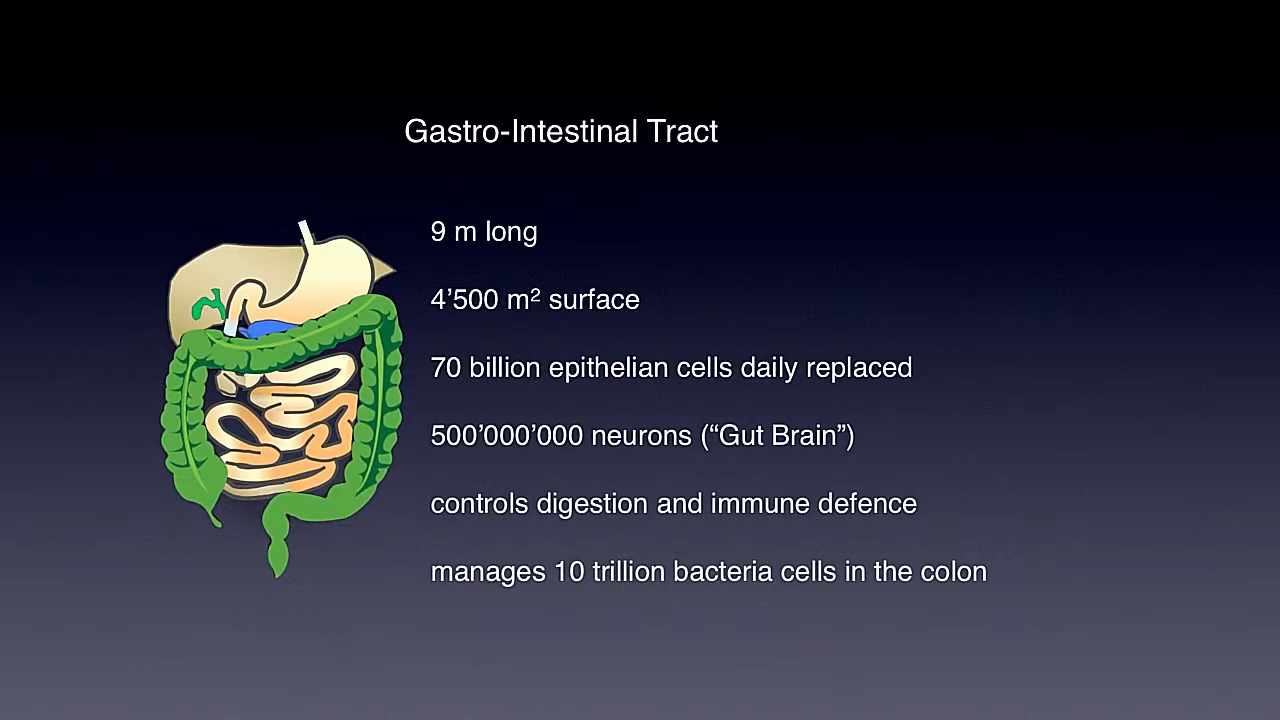 Gastro-Intestinal Tract
9 m long
4’500 m² surface
70 billion epithelian cells daily replaced
500’000’000 neurons (“Gut Brain”)
controls digestion and immune defence
manages 10 trillion bacteria cells in the colon